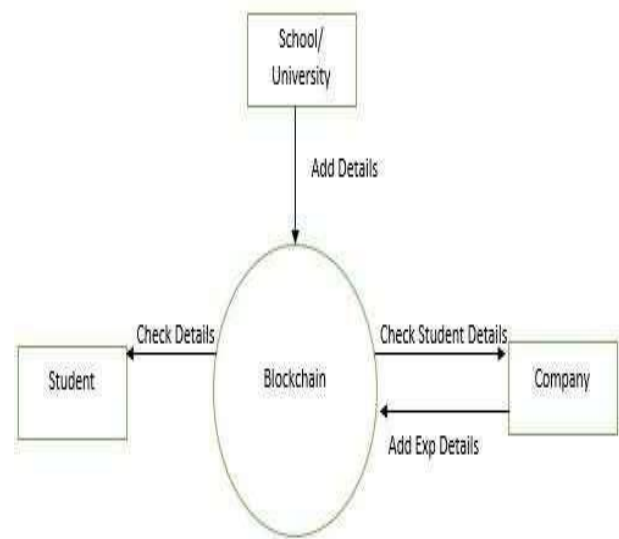 School/
University
Add Details
Check Details
Check Student Details
Student
Blockchain
Company
Add Exp Details